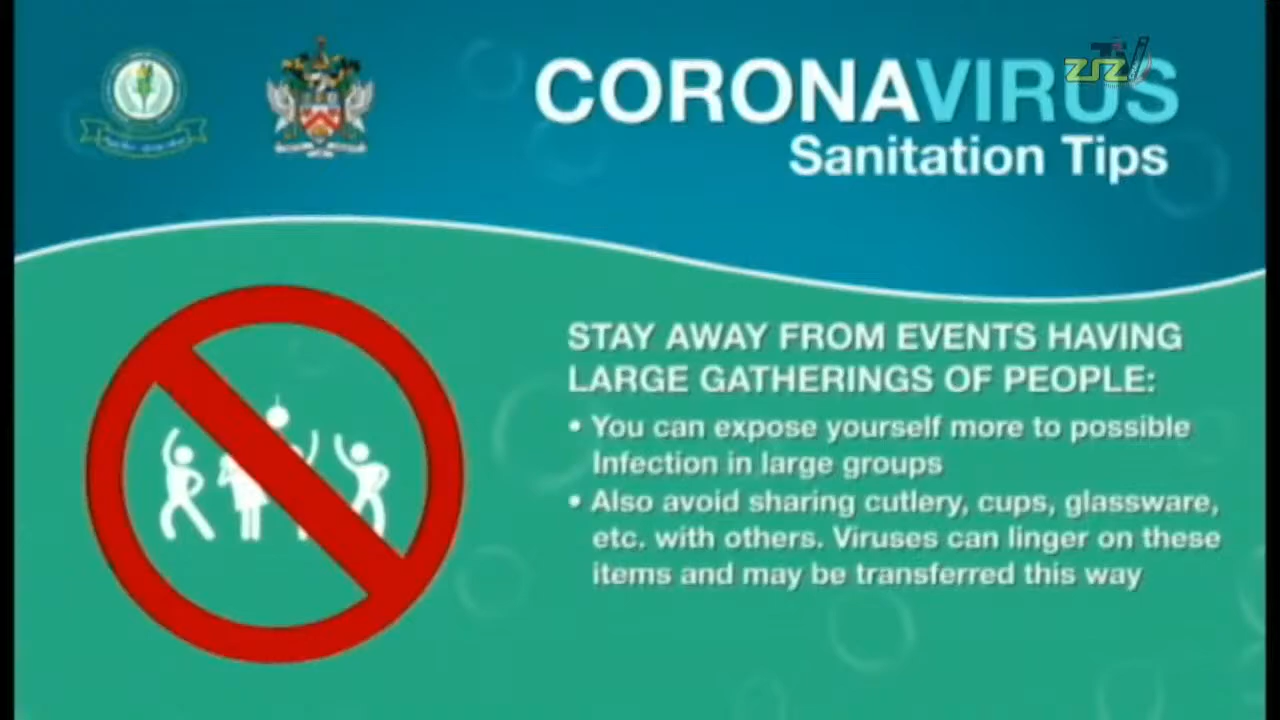 CORONAVIRUS
ZIZ TV
Sanitation Tips
STAY AWAY FROM EVENTS HAVING
LARGE GATHERINGS OF PEOPLE:
• You can expose yourself more to possible
Infection in large groups
• Also avoid sharing cutlery, cups, glassware,
etc. with others. Viruses can linger on these
items and may be transferred this way